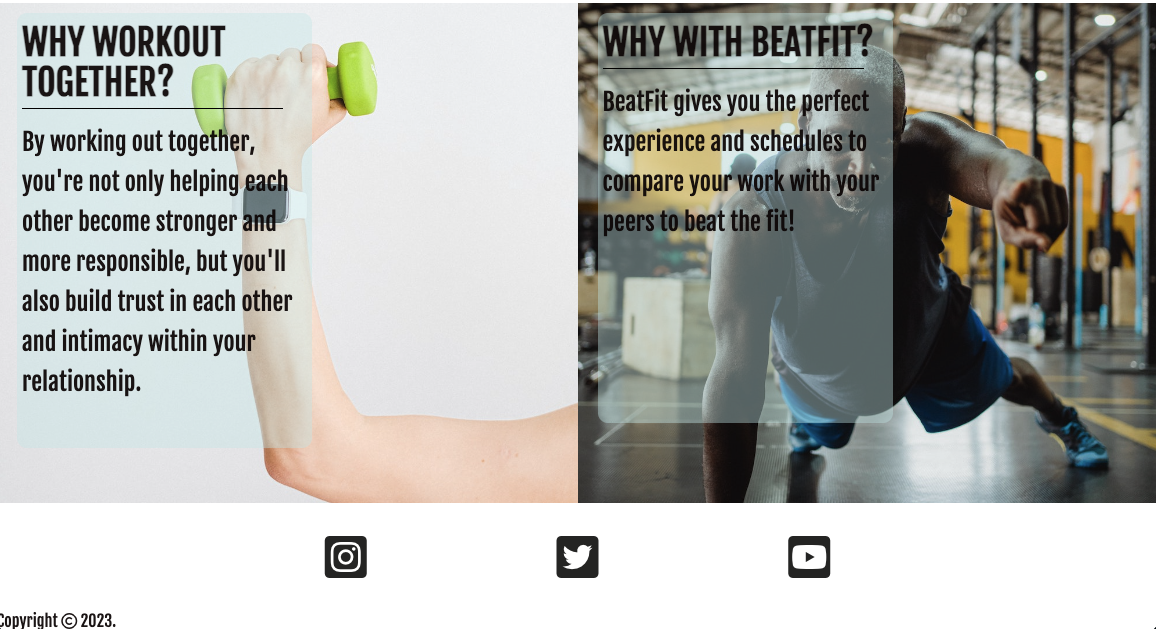 WHY WORKOUT
TOGETHER?
By working out together,
you're not only helping each
other become stronger and
more responsible, but you'll
also build trust in each other
and intimacy within your
relationship.
WHY WITH BEATFIT?
BeatFit gives you the perfect
experience and schedules to
compare your work with your
peers to beat the fit!
Copyright © 2023.